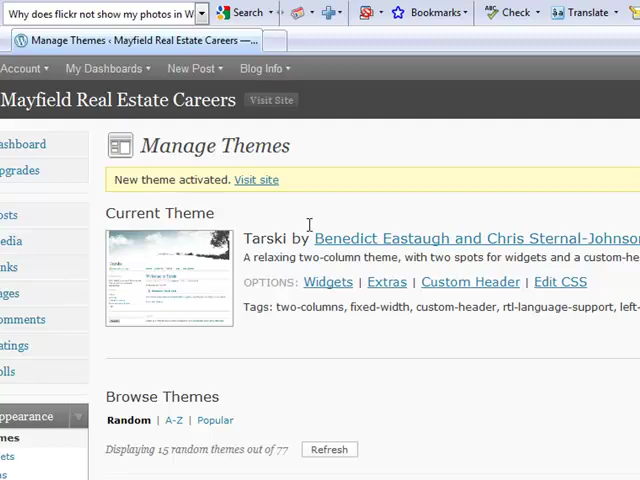 Why does flickr not show my photos in W
Search
Bookmarks
Check
Translate
Manage Themes ‹ Mayfield Real Estate Careers —...
Account
My Dashboards
New Post
Blog Info
Mayfield Real Estate Careers
Visit Site
ashboard
pgrades
osts
edia
inks
ages
omments
atings
olls
ppearance
mes
ets
as
Manage Themes
New theme activated. Visit site
Current Theme
Tarski by Benedict Eastaugh and Chris Sternal-Johnson
A relaxing two-column theme, with two spots for widgets and a custom-he
OPTIONS: Widgets | Extras | Custom Header | Edit CSS
Tags: two-columns, fixed-width, custom-header, rtl-language-support, left-
Browse Themes
Random | A-Z | Popular
Displaying 15 random themes out of 77
Refresh